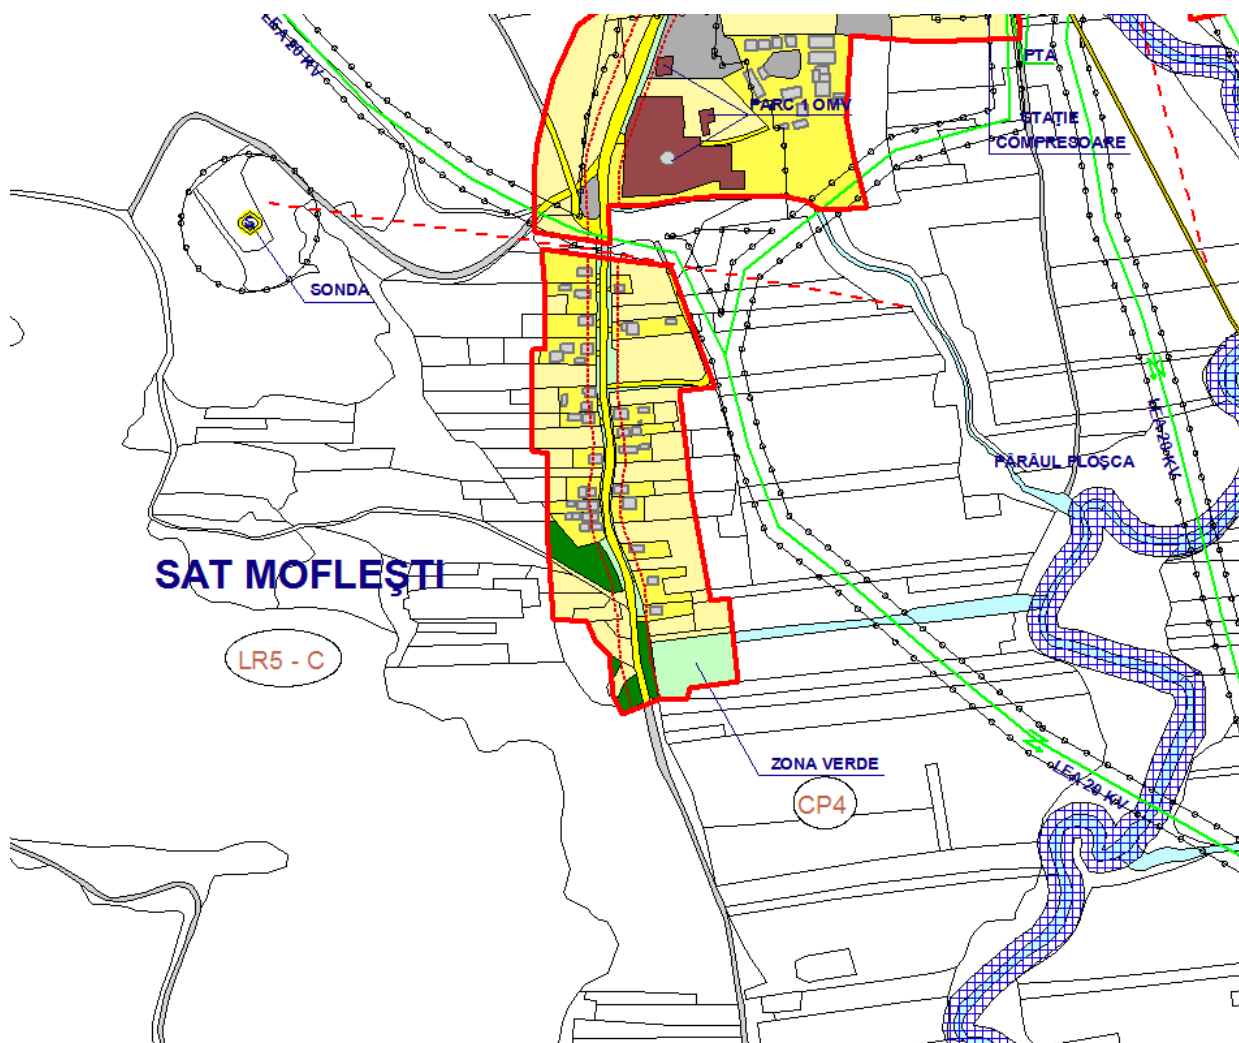 LEA 20 KV
PTA
PARC 1 OMV
STAȚIE
COMPRESOARE
SONDA
LEA 20 KV
PÂRÂUL PLOȘCA
SAT MOFLEȘTI
LR5 - C
ZONA VERDE
LEA 20 KV
CP4